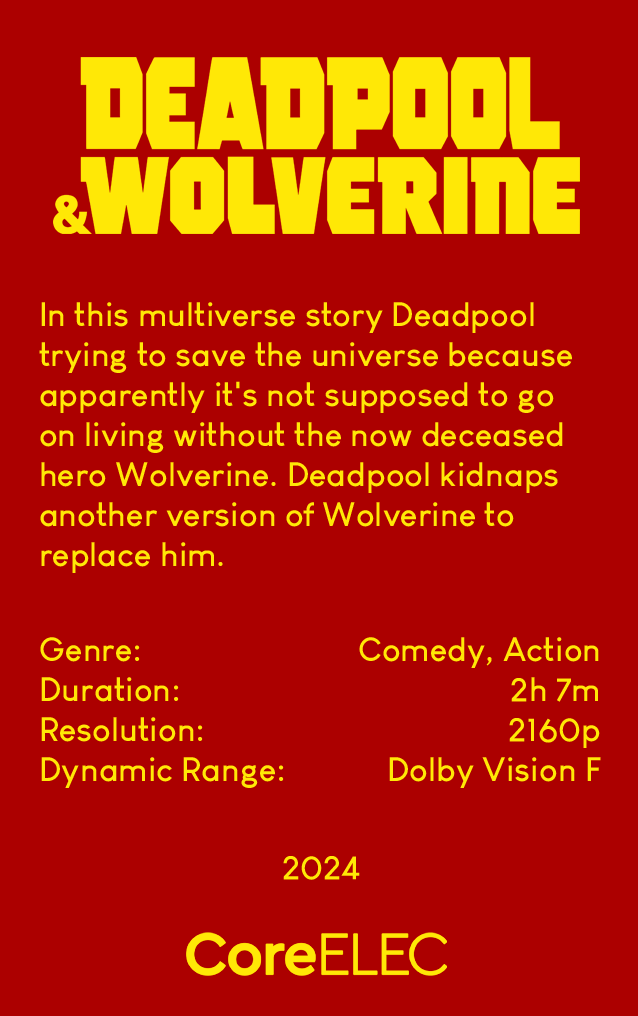 DEADPOOL
&WOLVERINE
In this multiverse story Deadpool
trying to save the universe because
apparently it's not supposed to go
on living without the now deceased
hero Wolverine. Deadpool kidnaps
another version of Wolverine to
replace him.
Genre: Comedy, Action
Duration: 2h 7m
Resolution: 2160p
Dynamic Range: Dolby Vision F
2024
CoreELEC